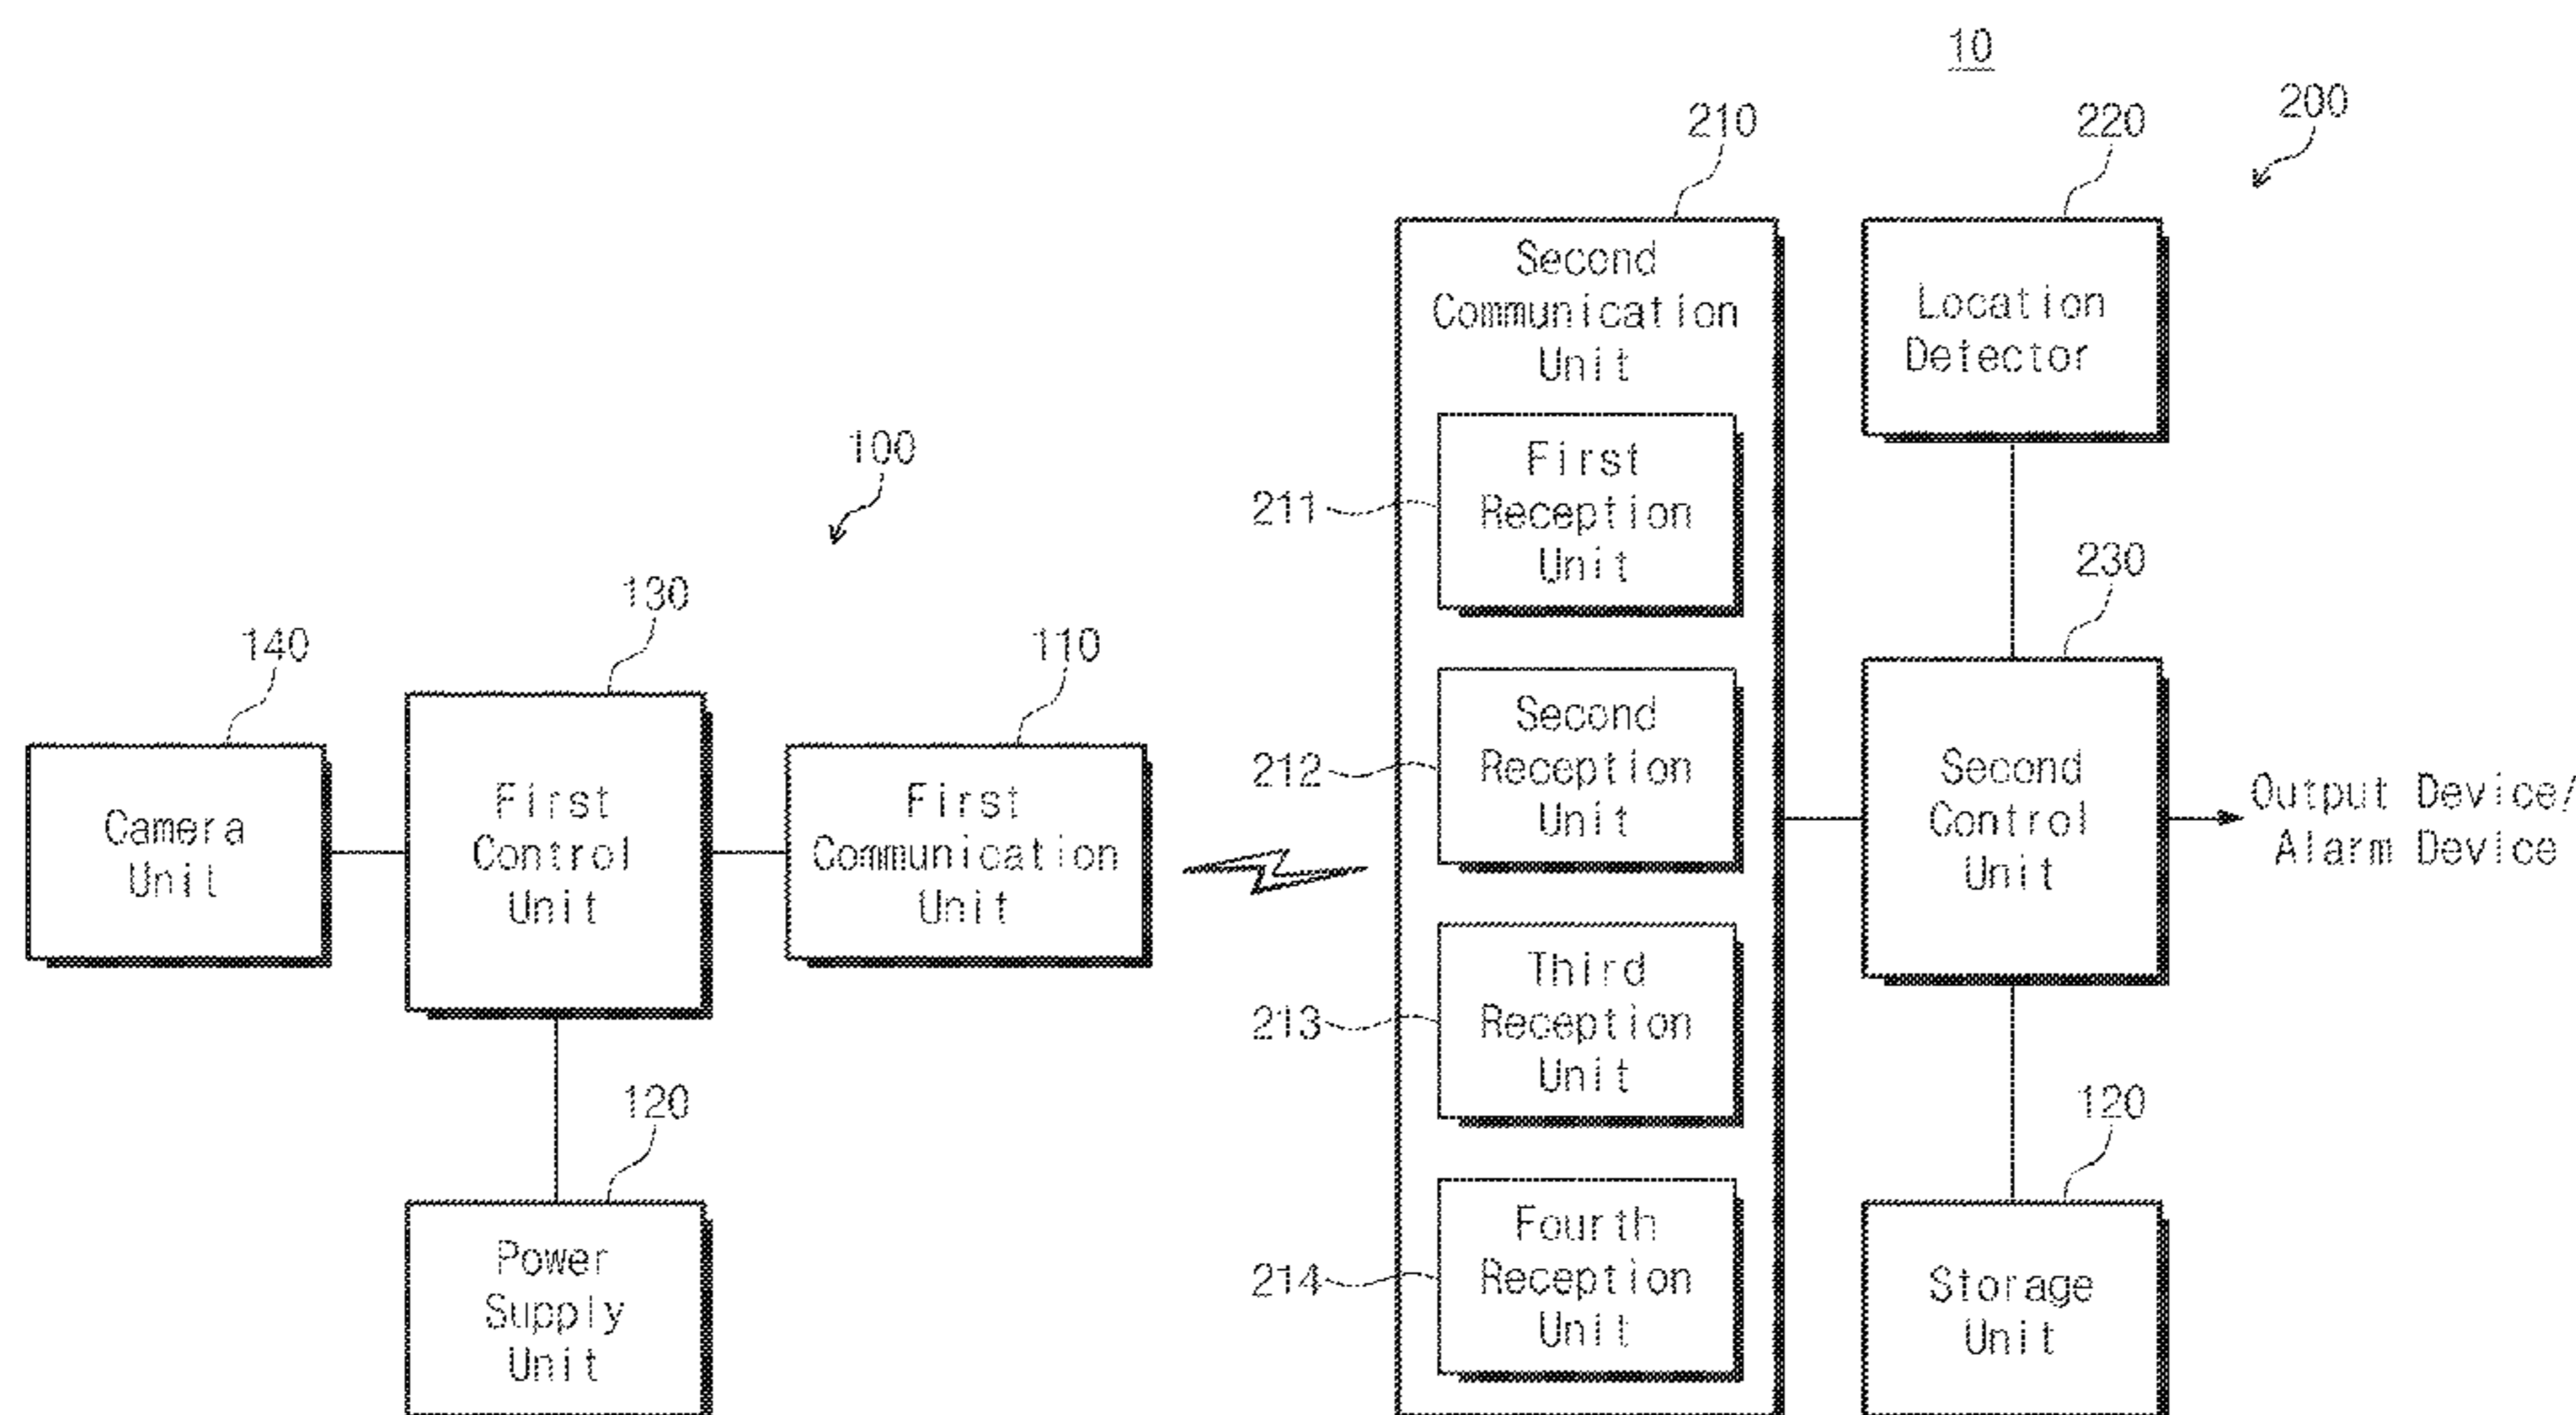 10
200
210
220
Second
Communication
Unit
Location
Detector
100
211
First
Reception
Unit
130
230
140
110
212
Second
Reception
Unit
Camera
Unit
First
Control
Unit
First
Communication
Unit
Second
Control
Unit
Output Device/
Alarm Device
213
Third
Reception
Unit
120
120
214
Fourth
Reception
Unit
Power
Supply
Unit
Storage
Unit